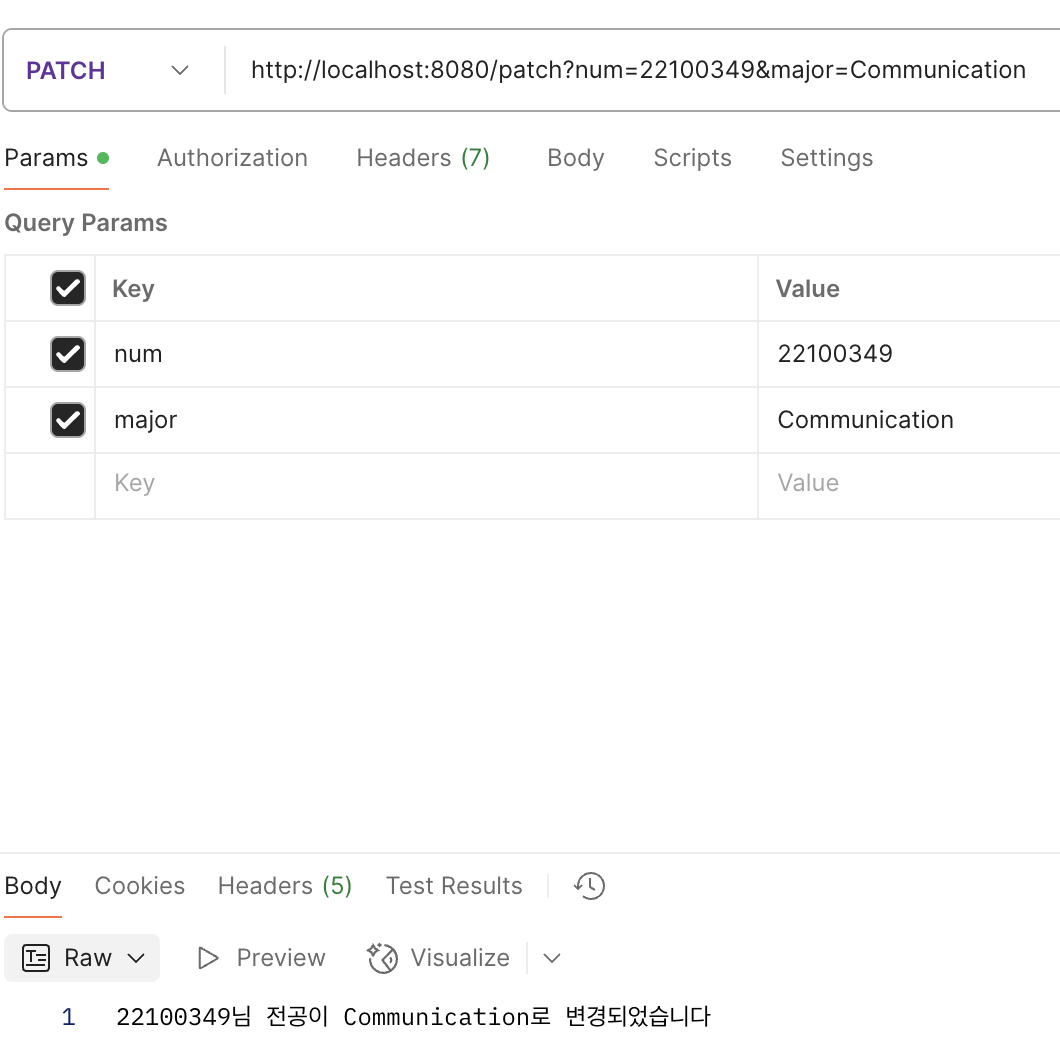 PATCH http://localhost:8080/patch?num=22100349&major=Communication
Params Authorization Headers (7) Body Scripts Settings
Query Params
Key Value
num 22100349
major Communication
Key Value
Body Cookies Headers (5) Test Results
Raw Preview Visualize
1 22100349님 전공이 Communication로 변경되었습니다